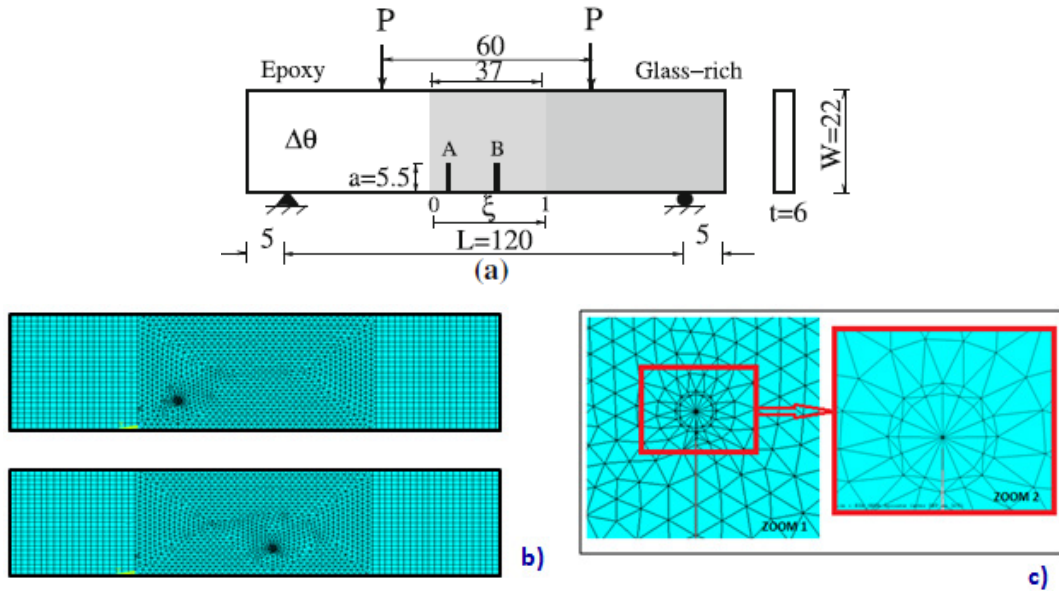 P P
60
Epoxy 37 Glass–rich
Δθ
A B
a=5.5
W=22
0 ξ 1
t=6
5 L=120 5
(a)
b)
ZOOM 1
ZOOM 2
c)